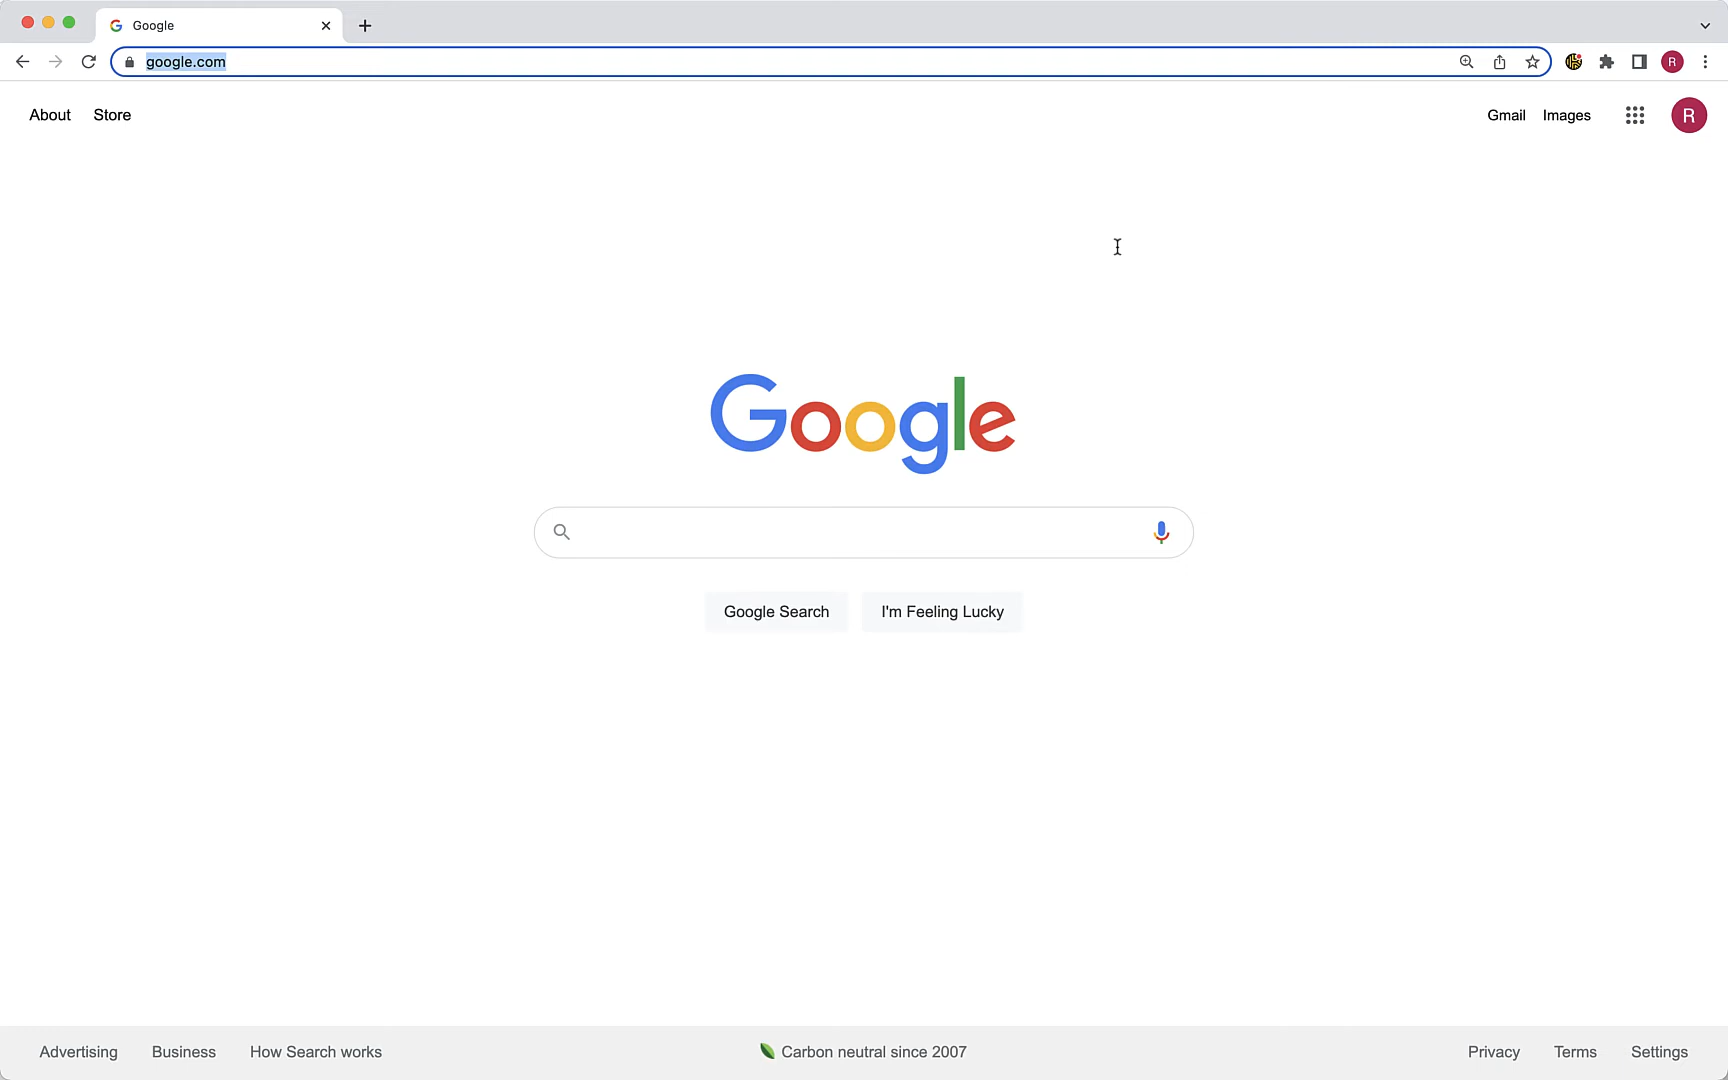 Google
google.com
R
About Store
Gmail Images
R
Google
Google Search I'm Feeling Lucky
Advertising Business How Search works
Carbon neutral since 2007
Privacy Terms Settings